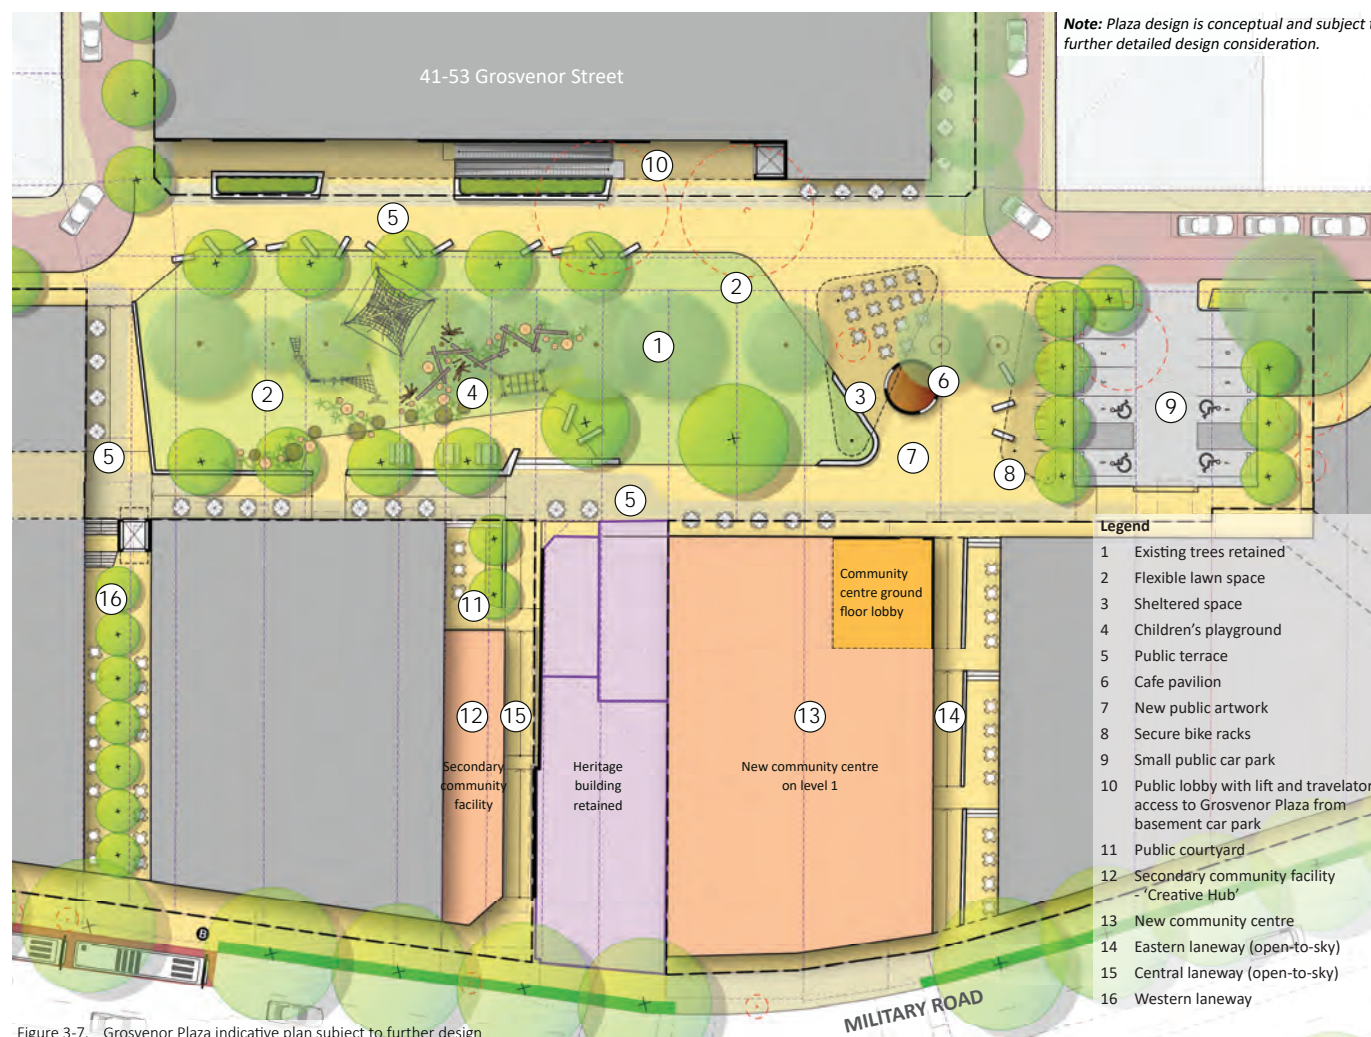 Note: Plaza design is conceptual and subject
further detailed design consideration.
41-53 Grosvenor Street
10
5
2
1
2
4
3
6
9
5
7
8
5
16
11
Community
centre ground
floor lobby
12
15
13
14
Secondary
community
facility
Heritage
building
retained
New community centre
on level 1
B
MILITARY ROAD
Legend
1 Existing trees retained
2 Flexible lawn space
3 Sheltered space
4 Children's playground
5 Public terrace
6 Cafe pavilion
7 New public artwork
8 Secure bike racks
9 Small public car park
10 Public lobby with lift and travelator
access to Grosvenor Plaza from
basement car park
11 Public courtyard
12 Secondary community facility
- 'Creative Hub'
13 New community centre
14 Eastern laneway (open-to-sky)
15 Central laneway (open-to-sky)
16 Western laneway
Figure 3-7. Grosvenor Plaza indicative plan subject to further design